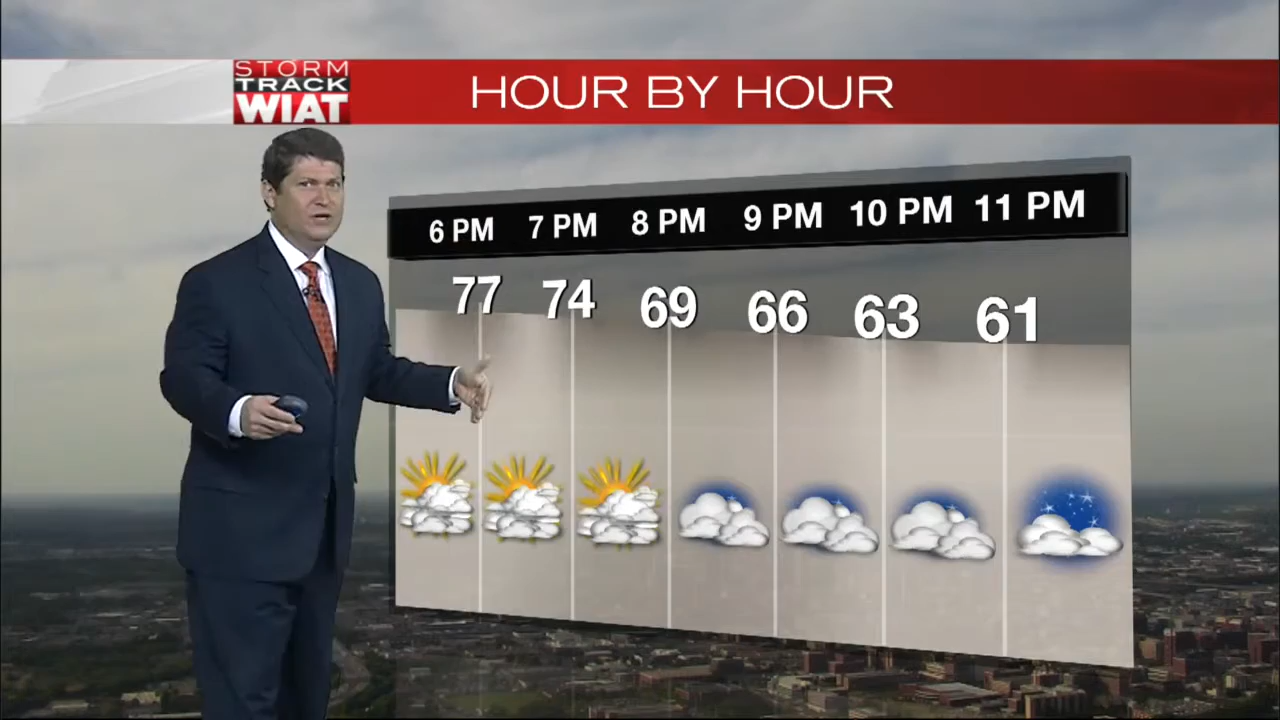 STORM
TRACK
WIAT
HOUR BY HOUR
6 PM 7 PM 8 PM 9 PM 10 PM 11 PM
77 74 69 66 63 61